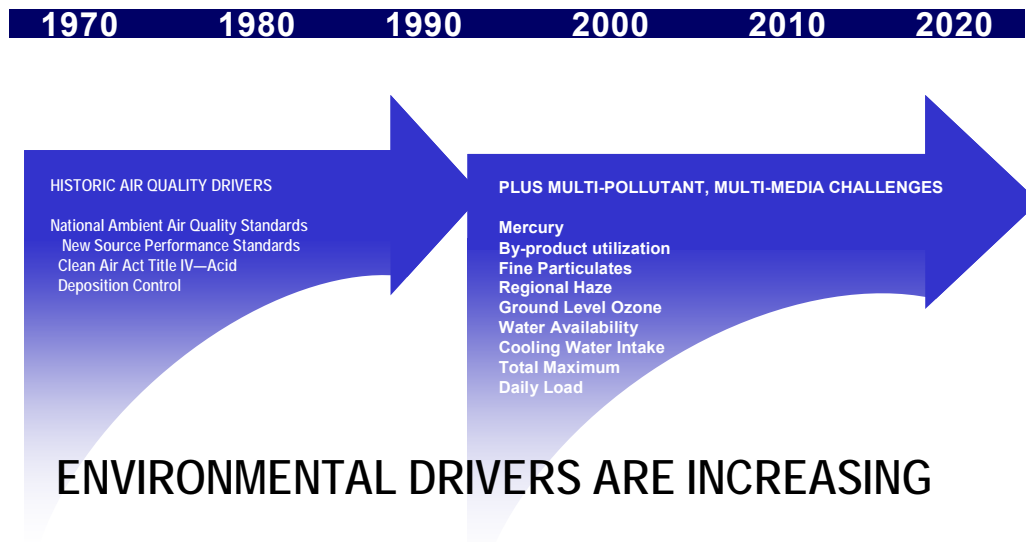 1970 1980 1990 2000 2010 2020
HISTORIC AIR QUALITY DRIVERS
National Ambient Air Quality Standards
New Source Performance Standards
Clean Air Act Title IV—Acid
Deposition Control
PLUS MULTI-POLLUTANT, MULTI-MEDIA CHALLENGES
Mercury
By-product utilization
Fine Particulates
Regional Haze
Ground Level Ozone
Water Availability
Cooling Water Intake
Total Maximum
Daily Load
ENVIRONMENTAL DRIVERS ARE INCREASING